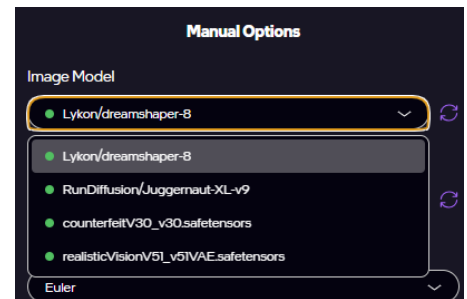 Manual Options
Image Model
Lykon/dreamshaper-8
Lykon/dreamshaper-8
RunDiffusion/Juggernaut-XL-v9
counterfeitV30_v30.safetensors
realisticVisionV51_v51VAE.safetensors
Euler